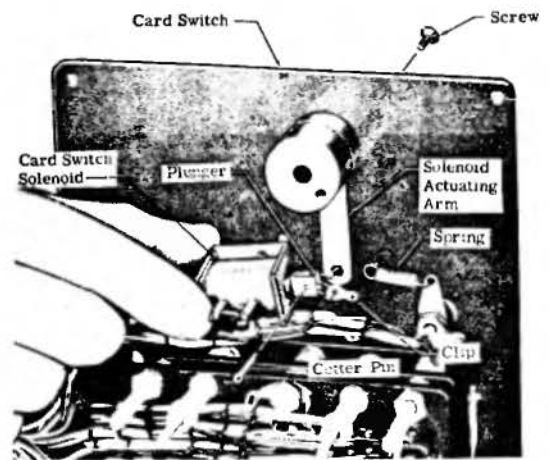 Card Switch
Screw
Card Switch
Solenoid
Plunger
Solenoid
Actuating
Arm
Spring
Clip
Cotter Pin